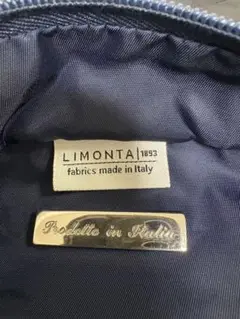 LIMONTA | 1893
fabrics made in Italy
Prodotto in Italia